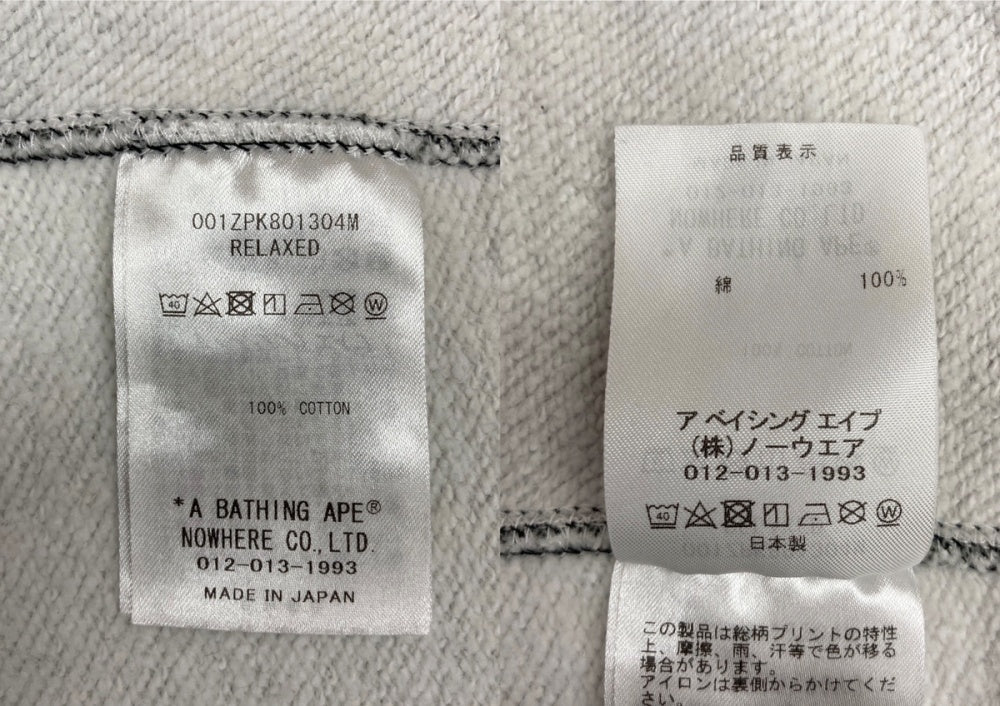 001ZPK801304M
RELAXED
40
W
100% COTTON
*A BATHING APE®
NOWHERE CO.,LTD.
012-013-1993
MADE IN JAPAN
品質表示
綿 100%
ア ベイシング エイプ
(株)ノーウエア
012-013-1993
40
W
日本製
この製品は総柄プリントの特性
上、摩擦、雨、汗等で色が移る
場合があります。
アイロンは裏側からかけてくだ
さい。